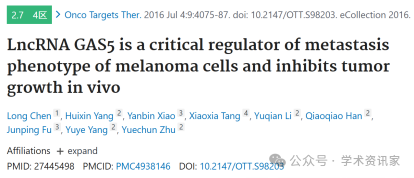 2.7 4区 > Onco Targets Ther. 2016 Jul 4:9:4075-87. doi: 10.2147/OTT.S98203. eCollection 2016.
LncRNA GAS5 is a critical regulator of metastasis
phenotype of melanoma cells and inhibits tumor
growth in vivo
Long Chen 1, Huixin Yang 2, Yanbin Xiao 3, Xiaoxia Tang 4, Yuqian Li 2, Qiaoqiao Han 2,
Junping Fu 3, Yuye Yang 2, Yuechun Zhu 2
Affiliations + expand
PMID: 27445498 PMCID: PMC4938146 DOI: 10.2147/OTT.S98203
公众号 · 学术资讯家